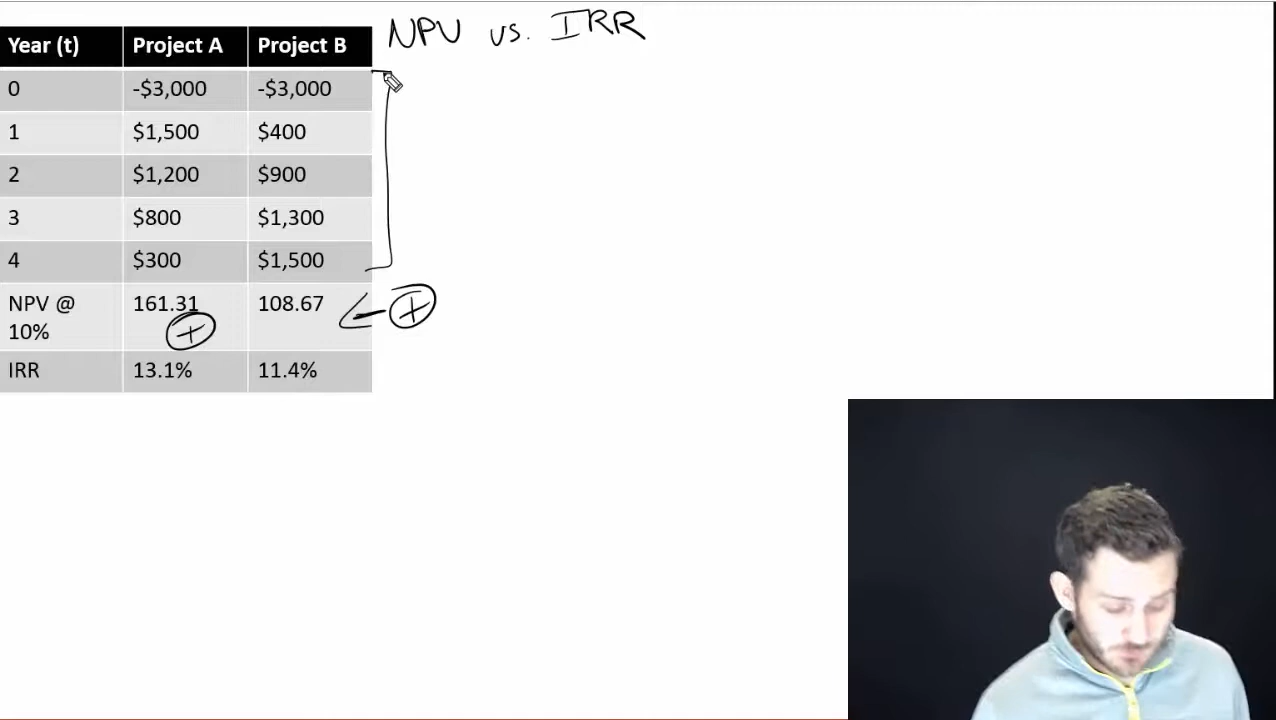 NPV vs. IRR
Year (t) Project A Project B
0 -$3,000 -$3,000
1 $1,500 $400
2 $1,200 $900
3 $800 $1,300
4 $300 $1,500
NPV @ 10% 161.31 108.67
+ +
IRR 13.1% 11.4%